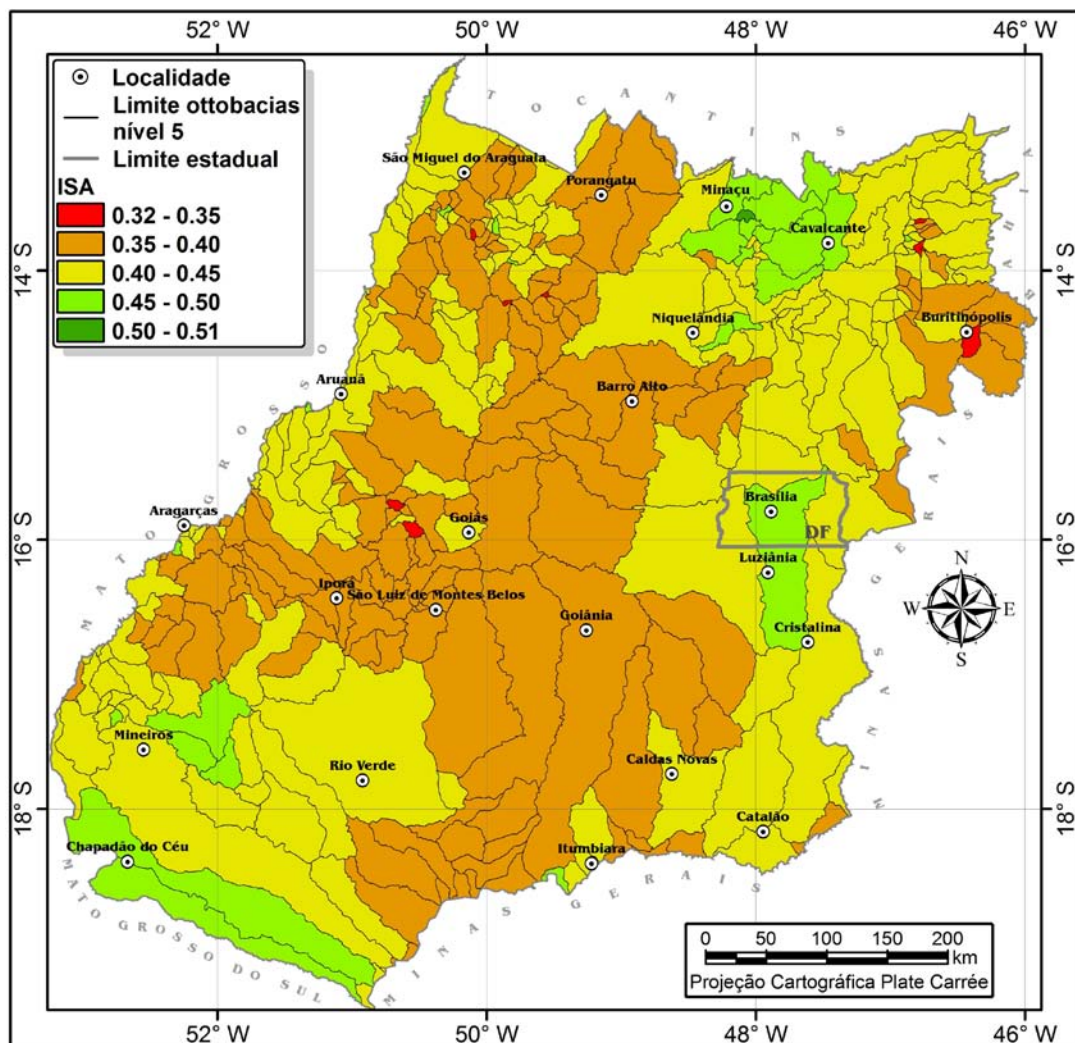 52° W
50° W
48° W
46° W
Localidade
Limite ottobacias
nível 5
Limite estadual
ISA
0.32 - 0.35
0.35 - 0.40
0.40 - 0.45
0.45 - 0.50
0.50 - 0.51
TOCANTINS
BAHIA
MATO GROSSO
São Miguel do Araguaia
Porangatu
Minaçu
Cavalcante
14° S
14° S
Niquelândia
Buritinópolis
Aruanã
Barro Alto
MINAS GERAIS
Brasília
DF
Aragarças
Goiás
16° S
16° S
Luziânia
Iporá
São Luiz de Montes Belos
Goiânia
Cristalina
N
W
E
S
Mineiros
Rio Verde
Caldas Novas
18° S
18° S
Catalão
Chapadão do Céu
Itumbiara
MATO GROSSO DO SUL
MINAS GERAIS
0 50 100 150 200
km
Projeção Cartográfica Plate Carrée
52° W
50° W
48° W
46° W